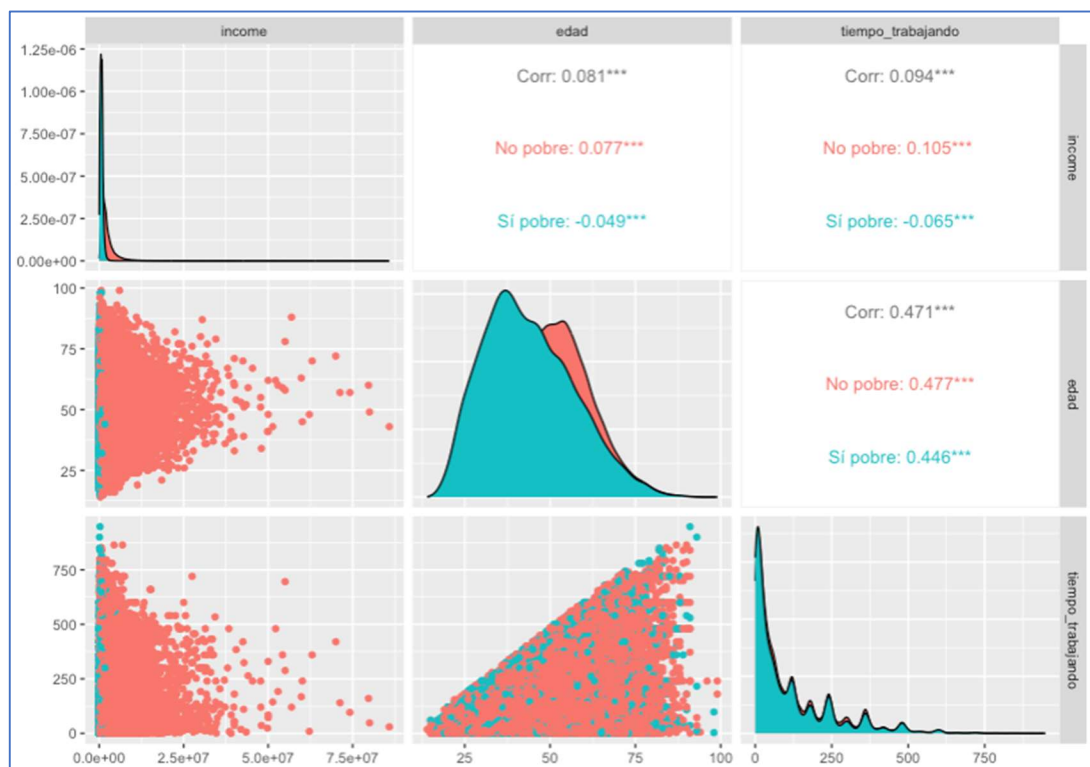 income
edad
tiempo_trabajando
1.25e-06
1.00e-06
7.50e-07
5.00e-07
2.50e-07
0.00e+00
Corr: 0.081***
No pobre: 0.077***
Sí pobre: -0.049***
Corr: 0.094***
No pobre: 0.105***
Sí pobre: -0.065***
income
100
75
50
25
Corr: 0.471***
No pobre: 0.477***
Sí pobre: 0.446***
edad
750
500
250
0
tiempo_trabajando
0.0e+00
2.5e+07
5.0e+07
7.5e+07
25
50
75
100
0
250
500
750